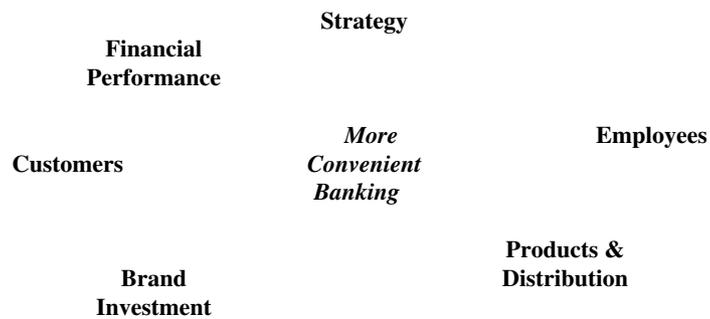 Strategy
Financial
Performance
More
Employees
Customers
Convenient
Banking
Products &
Brand
Distribution
Investment